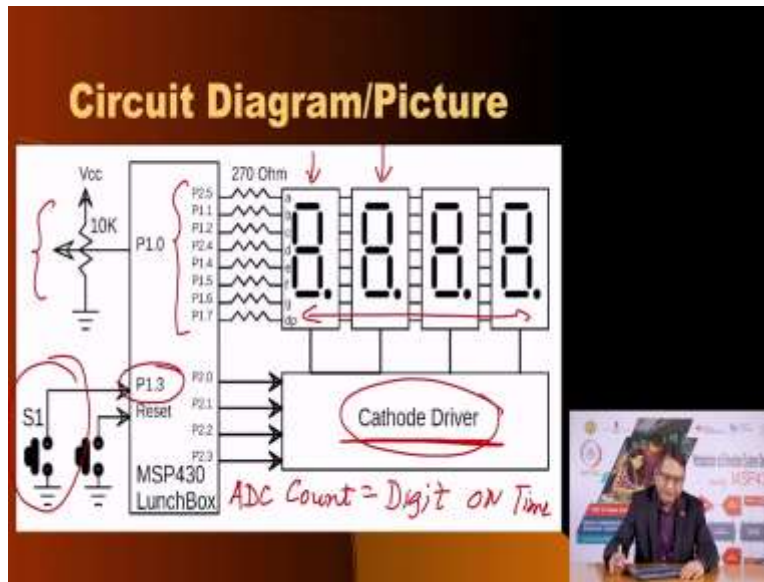 Circuit Diagram/Picture
Vcc
10K
P1.0
270 Ohm
P2.5
P1.1
P1.2
P2.4
P1.4
P1.5
P1.6
P1.7
a
d
f
g
dp
P1.3
Reset
S1
P2.0
P2.1
P2.2
P2.3
Cathode Driver
MSP430
LunchBox
ADC Count = Digit ON Time
MSP43